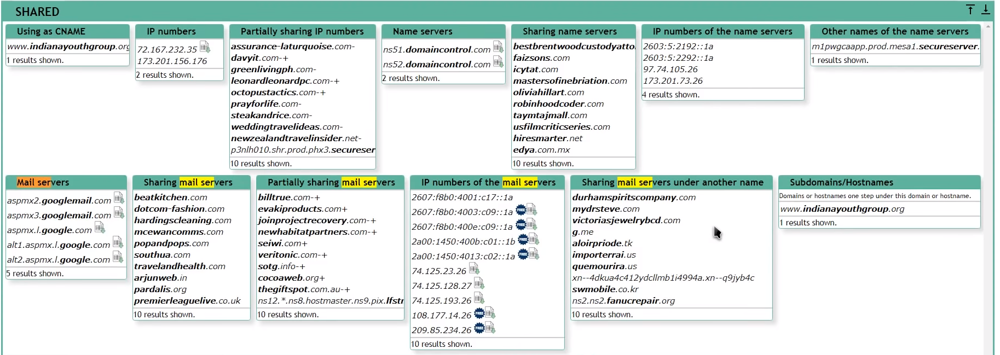 SHARED
Using as CNAME
www.indianayouthgroup.org
1 results shown.
IP numbers
72.167.232.35
173.201.156.176
2 results shown.
Partially sharing IP numbers
assurance-laturquoise.com-
davyit.com-+
greenlivingph.com-
leonardleonardpc.com-+
octopustactics.com-+
prayforlife.com-
steakandrice.com-
weddingtravelideas.com-
newzealandtravelinsider.net-
p3nlh010.shr.prod.phx3.secureser
10 results shown.
Name servers
ns51.domaincontrol.com
ns52.domaincontrol.com
2 results shown.
Sharing name servers
bestbrentwoodcustodyatto
faizsons.com
icytat.com
mastersofinebriation.com
oliviahillart.com
robinhoodcoder.com
taymtajmall.com
usfilmcriticseries.com
hiresmarter.net
edya.com.mx
10 results shown.
IP numbers of the name servers
2603:5:2192::1a
2603:5:2292::1a
97.74.105.26
173.201.73.26
4 results shown.
Other names of the name servers
m1pwgcaapp.prod.mesa1.secureserver.
1 results shown.
Mail servers
aspmx2.googlemail.com
aspmx3.googlemail.com
aspmx.l.google.com
alt1.aspmx.l.google.com
alt2.aspmx.l.google.com
5 results shown.
Sharing mail servers
beatkitchen.com
dotcom-fashion.com
hardingscleaning.com
mcewancomms.com
popandpops.com
southua.com
travelandhealth.com
arjunweb.in
pardalis.org
premierleaguelive.co.uk
10 results shown.
Partially sharing mail servers
billtrue.com-+
evakiproducts.com+
joinprojectrecovery.com-+
newhabitatpartners.com-+
seiwi.com+
veritonic.com-+
sotg.info-+
cocoaweb.org+
thegiftspot.com.au-+
ns12.*.ns8.hostmaster.ns9.pix.lfstr
10 results shown.
IP numbers of the mail servers
2607:f8b0:4001:c17::1a
2607:f8b0:4003:c09::1a FREE
2607:f8b0:400e:c09::1a FREE
2a00:1450:400b:c01::1b FREE
2a00:1450:4013:c02::1a FREE
74.125.23.26
74.125.128.27
74.125.193.26
108.177.14.26 FREE
209.85.234.26 FREE
10 results shown.
Sharing mail servers under another name
durhamspiritscompany.com
mydrsteve.com
victoriasjewelrybcd.com
g.me
aloirpriode.tk
importerrai.us
quemourira.us
xn--4dkua4c412ydcllmb1i4994a.xn--q9jyb4c
swmobile.co.kr
ns2.ns2.fanucrepair.org
10 results shown.
Subdomains/Hostnames
Domains or hostnames one step under this domain or hostname.
www.indianayouthgroup.org
1 results shown.